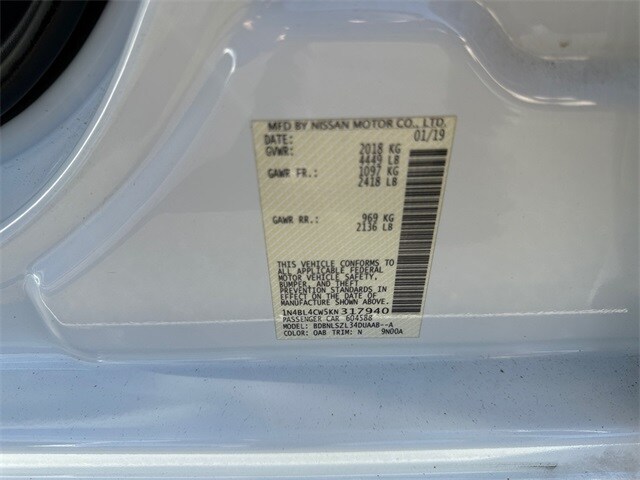 MFD BY NISSAN MOTOR CO., LTD.
DATE: 01/19
GVWR: 2018 KG
4449 LB
GAWR FR.: 1097 KG
2418 LB
GAWR RR.: 969 KG
2136 LB
THIS VEHICLE CONFORMS TO
ALL APPLICABLE FEDERAL
MOTOR VEHICLE SAFETY,
BUMPER, AND THEFT
PREVENTION STANDARDS
IN EFFECT ON THE DATE OF
MANUFACTURE SHOWN ABOVE.
1N4BL4CW5KN317940
PASSENGER CAR 604588
MODEL: BDBNLSZL34DUAAB--A
COLOR: QAB TRIM: N 9N00A